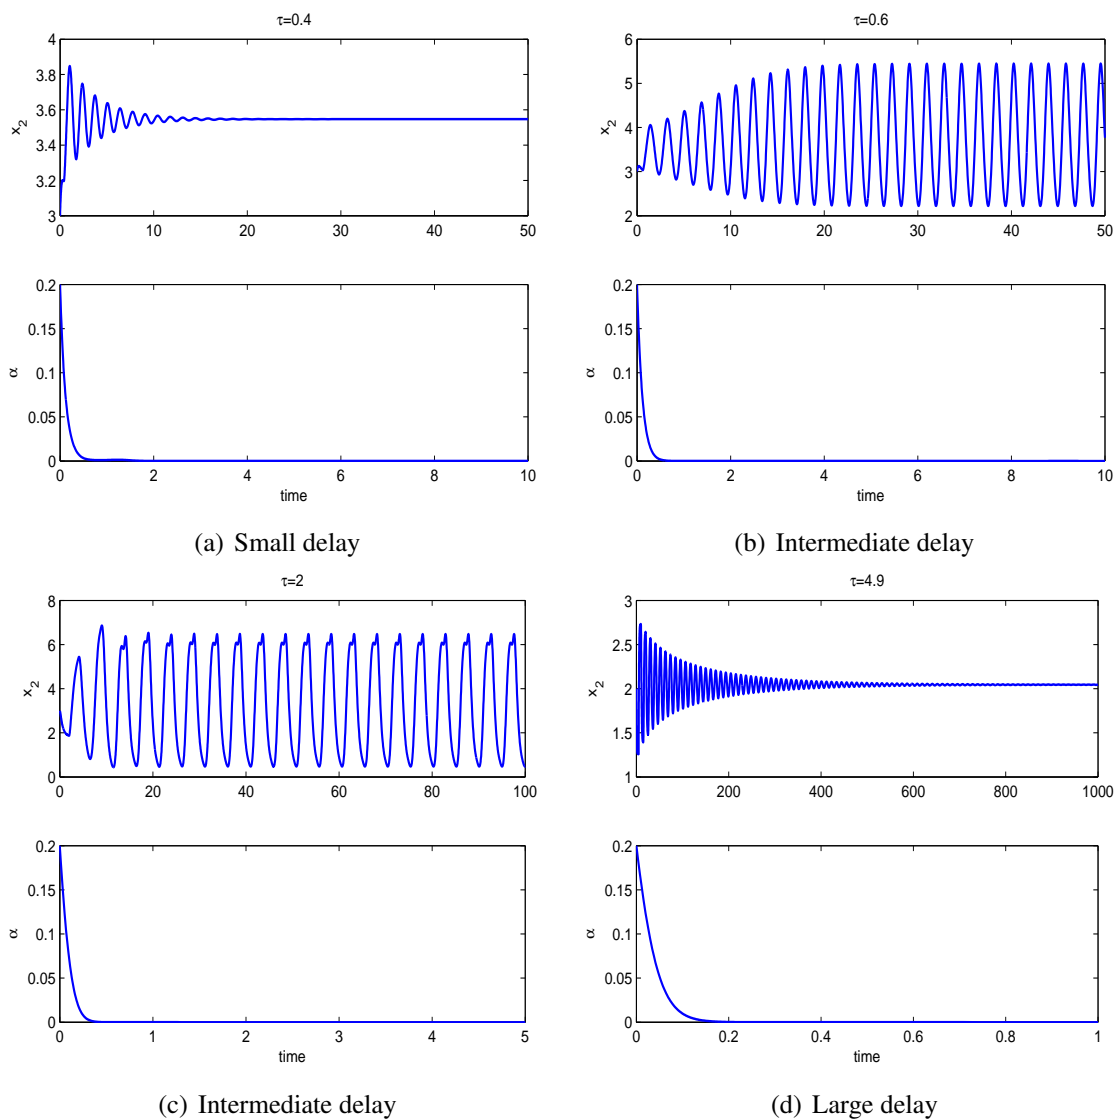 τ=0.4
x2
4
3.8
3.6
3.4
3.2
3
0 10 20 30 40 50
α
0.2
0.15
0.1
0.05
0
0 2 4 6 8 10
time
(a) Small delay
τ=0.6
x2
6
5
4
3
2
0 10 20 30 40 50
α
0.2
0.15
0.1
0.05
0
0 2 4 6 8 10
time
(b) Intermediate delay
τ=2
x2
8
6
4
2
0
0 20 40 60 80 100
α
0.2
0.15
0.1
0.05
0
0 1 2 3 4 5
time
(c) Intermediate delay
τ=4.9
x2
3
2.5
2
1.5
1
0 200 400 600 800 1000
α
0.2
0.15
0.1
0.05
0
0 0.2 0.4 0.6 0.8 1
time
(d) Large delay